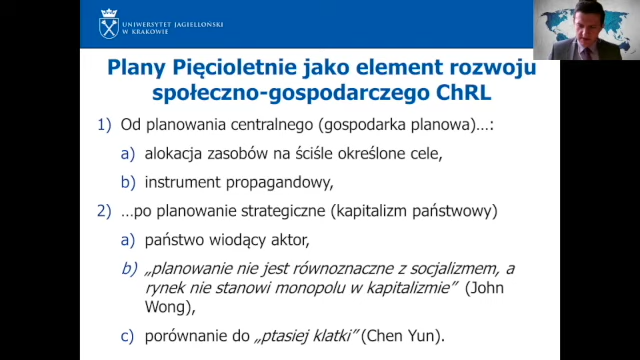 UNIWERSYTET JAGIELLOŃSKI
W KRAKOWIE
Plany Pięcioletnie jako element rozwoju
społeczno-gospodarczego ChRL
1) Od planowania centralnego (gospodarka planowa)…:
a) alokacja zasobów na ściśle określone cele,
b) instrument propagandowy,
2) …po planowanie strategiczne (kapitalizm państwowy)
a) państwo wiodący aktor,
b) „planowanie nie jest równoznaczne z socjalizmem, a
rynek nie stanowi monopolu w kapitalizmie” (John
Wong),
c) porównanie do „ptasiej klatki” (Chen Yun).